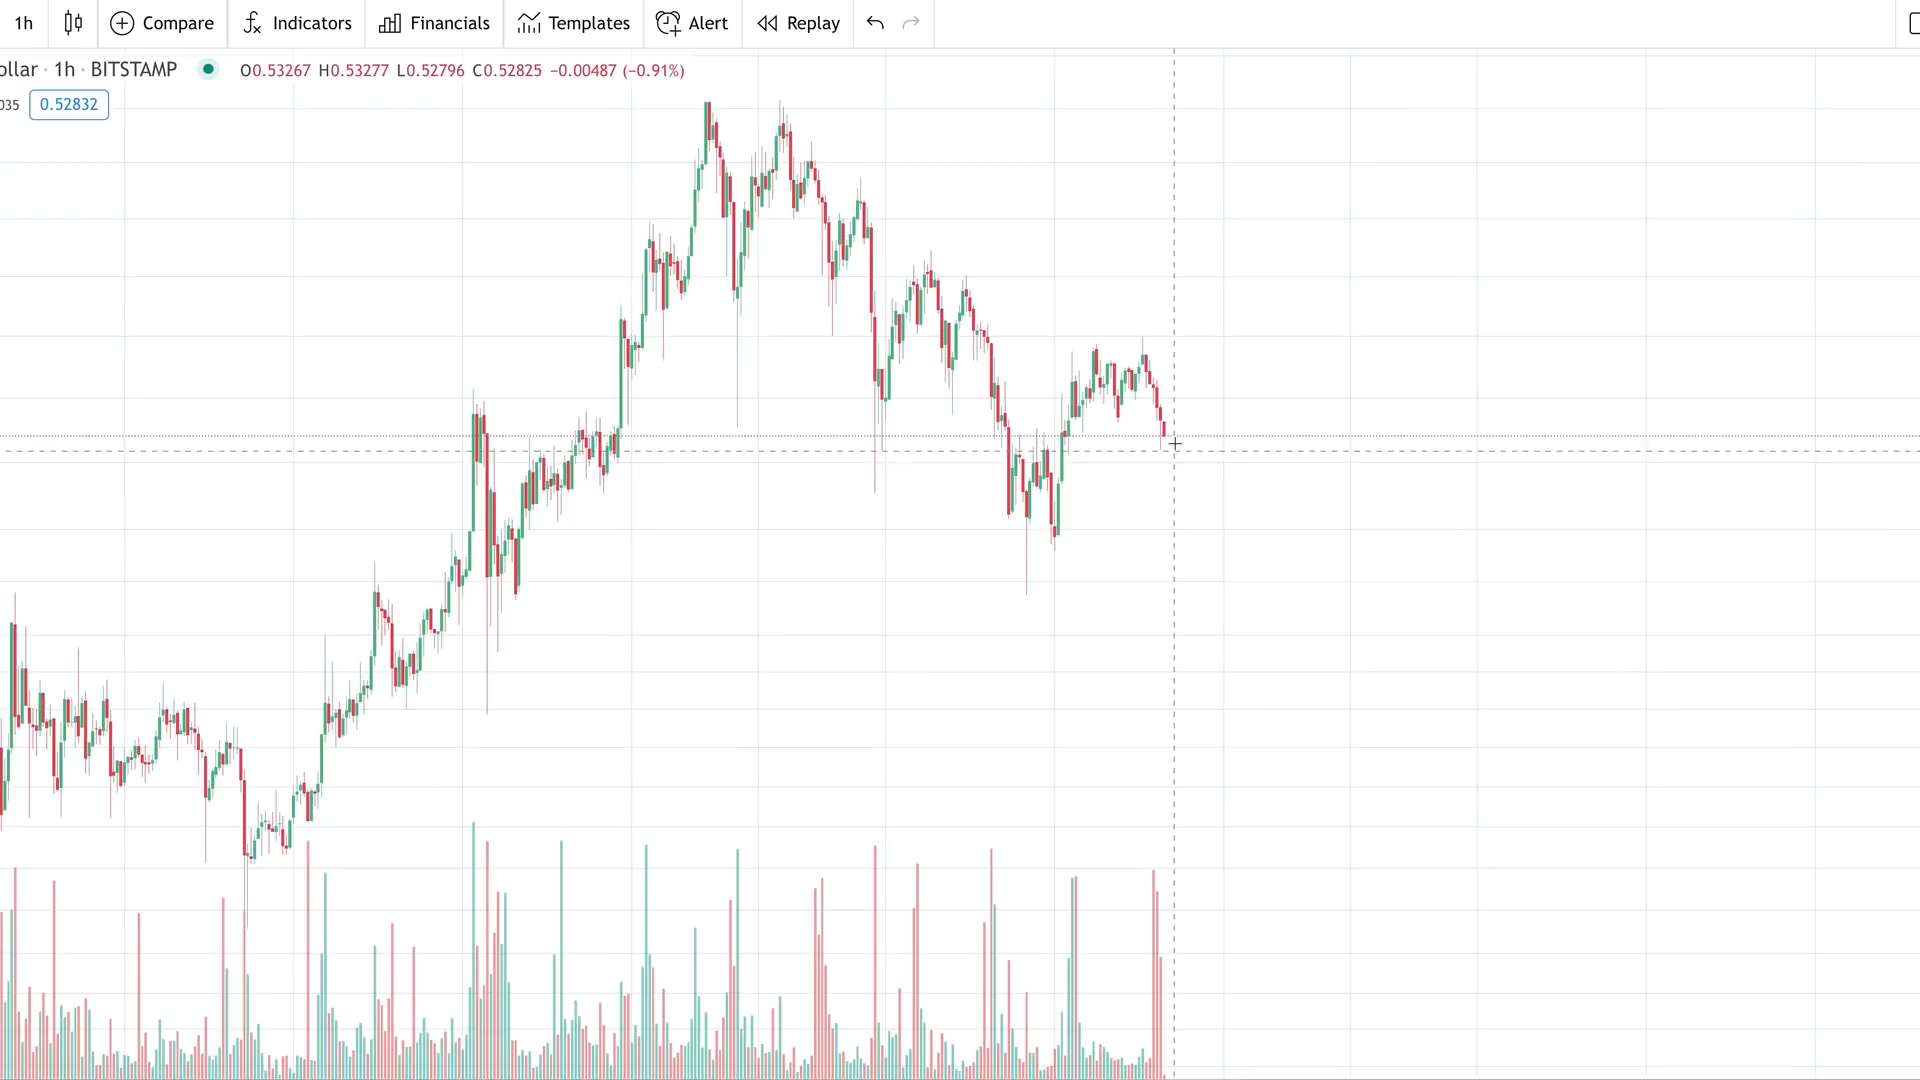 1h Compare Indicators Financials Templates Alert Replay
ollar · 1h · BITSTAMP O0.53267 H0.53277 L0.52796 C0.52825 −0.00487 (−0.91%)
035 0.52832